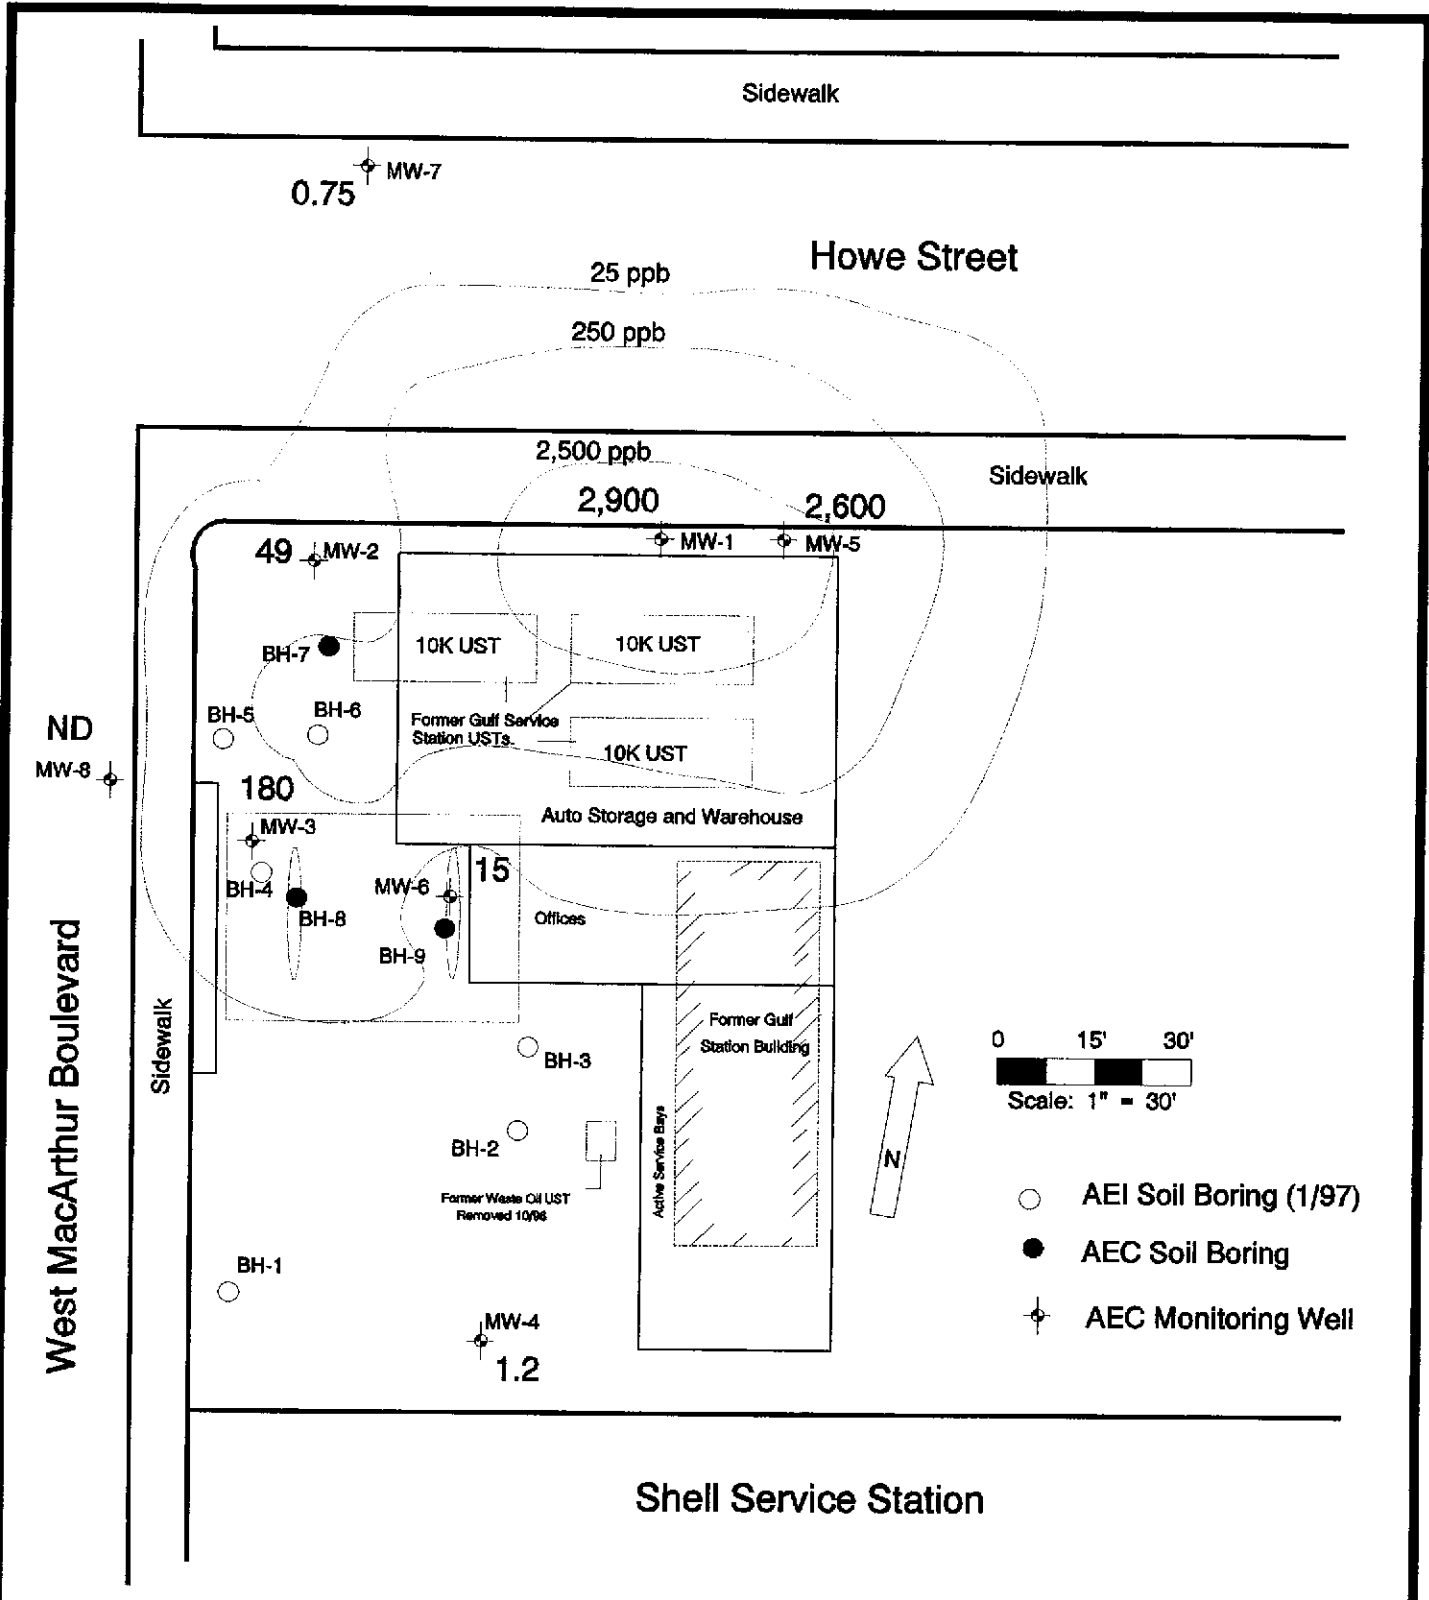 Sidewalk
MW-7
0.75
Howe Street
25 ppb
250 ppb
2,500 ppb
Sidewalk
2,900
2,600
MW-1
MW-5
49
MW-2
10K UST
10K UST
BH-7
BH-5
BH-6
Former Gulf Service
Station USTs.
ND
MW-8
10K UST
180
Auto Storage and Warehouse
MW-3
15
BH-4
MW-6
BH-8
Offices
BH-9
West MacArthur Boulevard
Sidewalk
Former Gulf
Station Building
0 15' 30'
Scale: 1" = 30'
BH-3
BH-2
Active Service Bays
N
Former Waste Oil UST
Removed 10/96
AEI Soil Boring (1/97)
AEC Soil Boring
AEC Monitoring Well
BH-1
MW-4
1.2
Shell Service Station